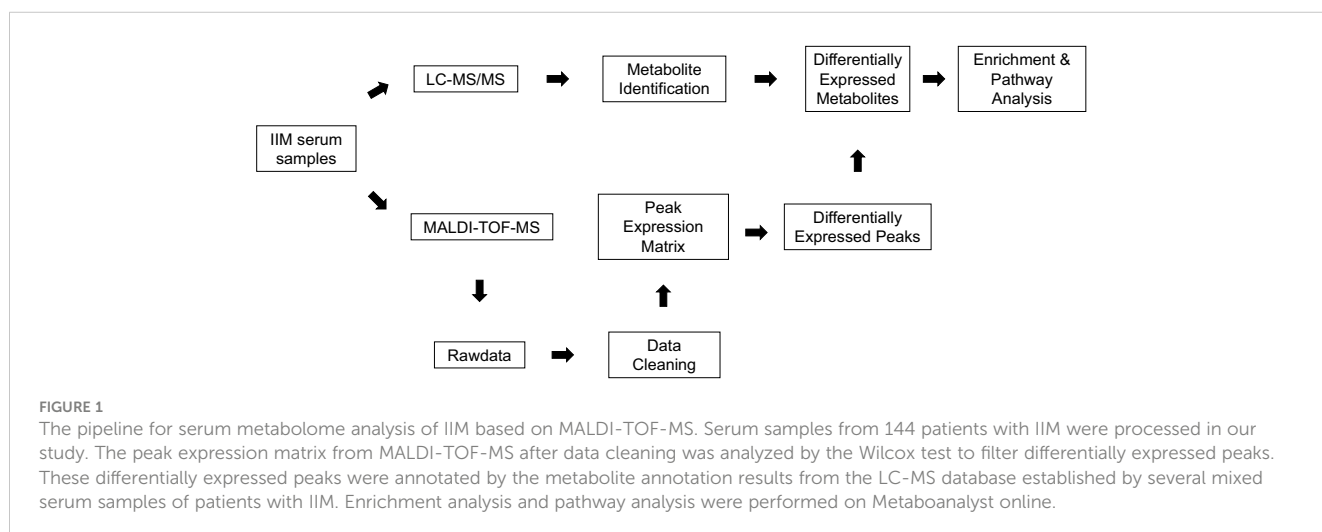 LC-MS/MS
Metabolite
Identification
Differentially
Expressed
Metabolites
Enrichment &
Pathway
Analysis
IIM serum
samples
MALDI-TOF-MS
Peak
Expression
Matrix
Differentially
Expressed Peaks
Rawdata
Data
Cleaning
FIGURE 1
The pipeline for serum metabolome analysis of IIM based on MALDI-TOF-MS. Serum samples from 144 patients with IIM were processed in our
study. The peak expression matrix from MALDI-TOF-MS after data cleaning was analyzed by the Wilcox test to filter differentially expressed peaks.
These differentially expressed peaks were annotated by the metabolite annotation results from the LC-MS database established by several mixed
serum samples of patients with IIM. Enrichment analysis and pathway analysis were performed on Metaboanalyst online.